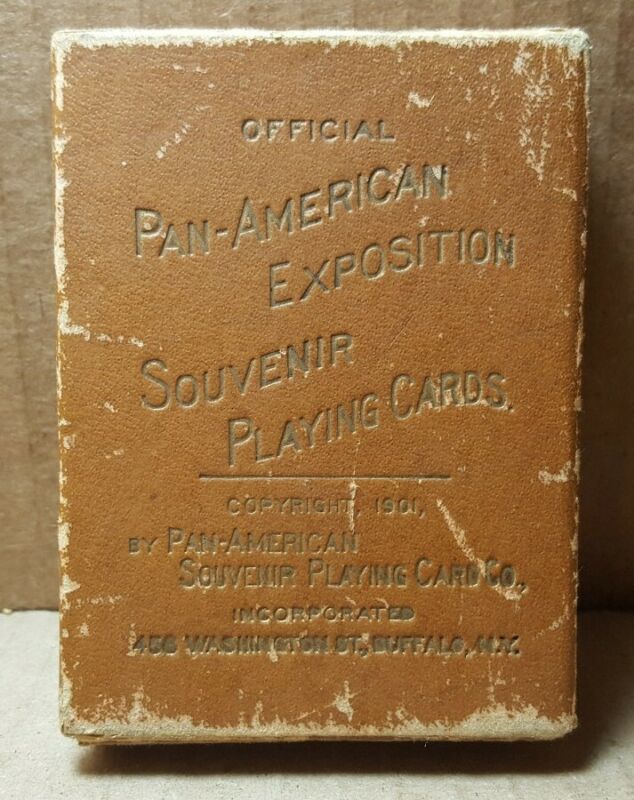 OFFICIAL
PAN-AMERICAN
EXPOSITION
SOUVENIR
PLAYING CARDS.
COPYRIGHT, 1901,
BY PAN-AMERICAN
SOUVENIR PLAYING CARD CO.,
INCORPORATED
456 WASHINGTON ST., BUFFALO, N.Y.